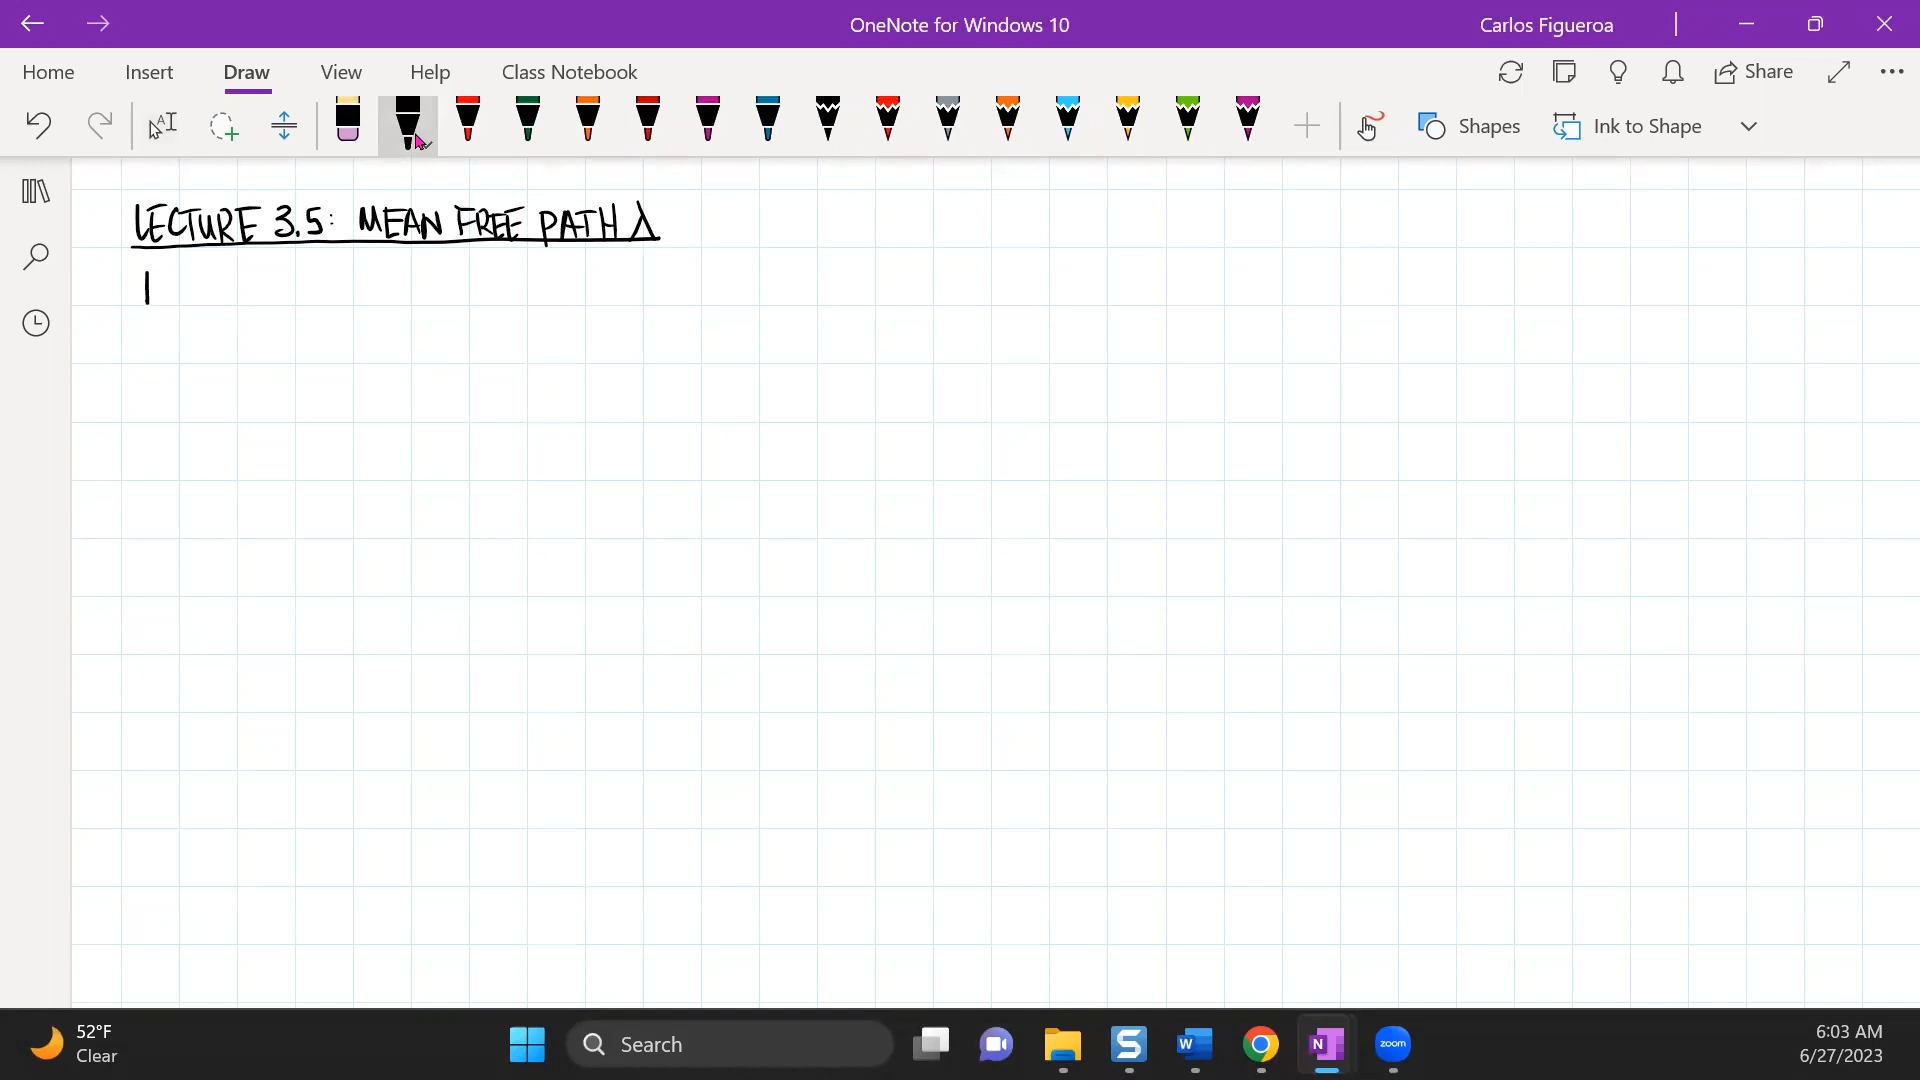 OneNote for Windows 10
Carlos Figueroa
Home Insert Draw View Help Class Notebook
Share
Shapes
Ink to Shape
LECTURE 3.5: MEAN FREE PATH λ
52°F
Clear
Search
zoom
6:03 AM
6/27/2023